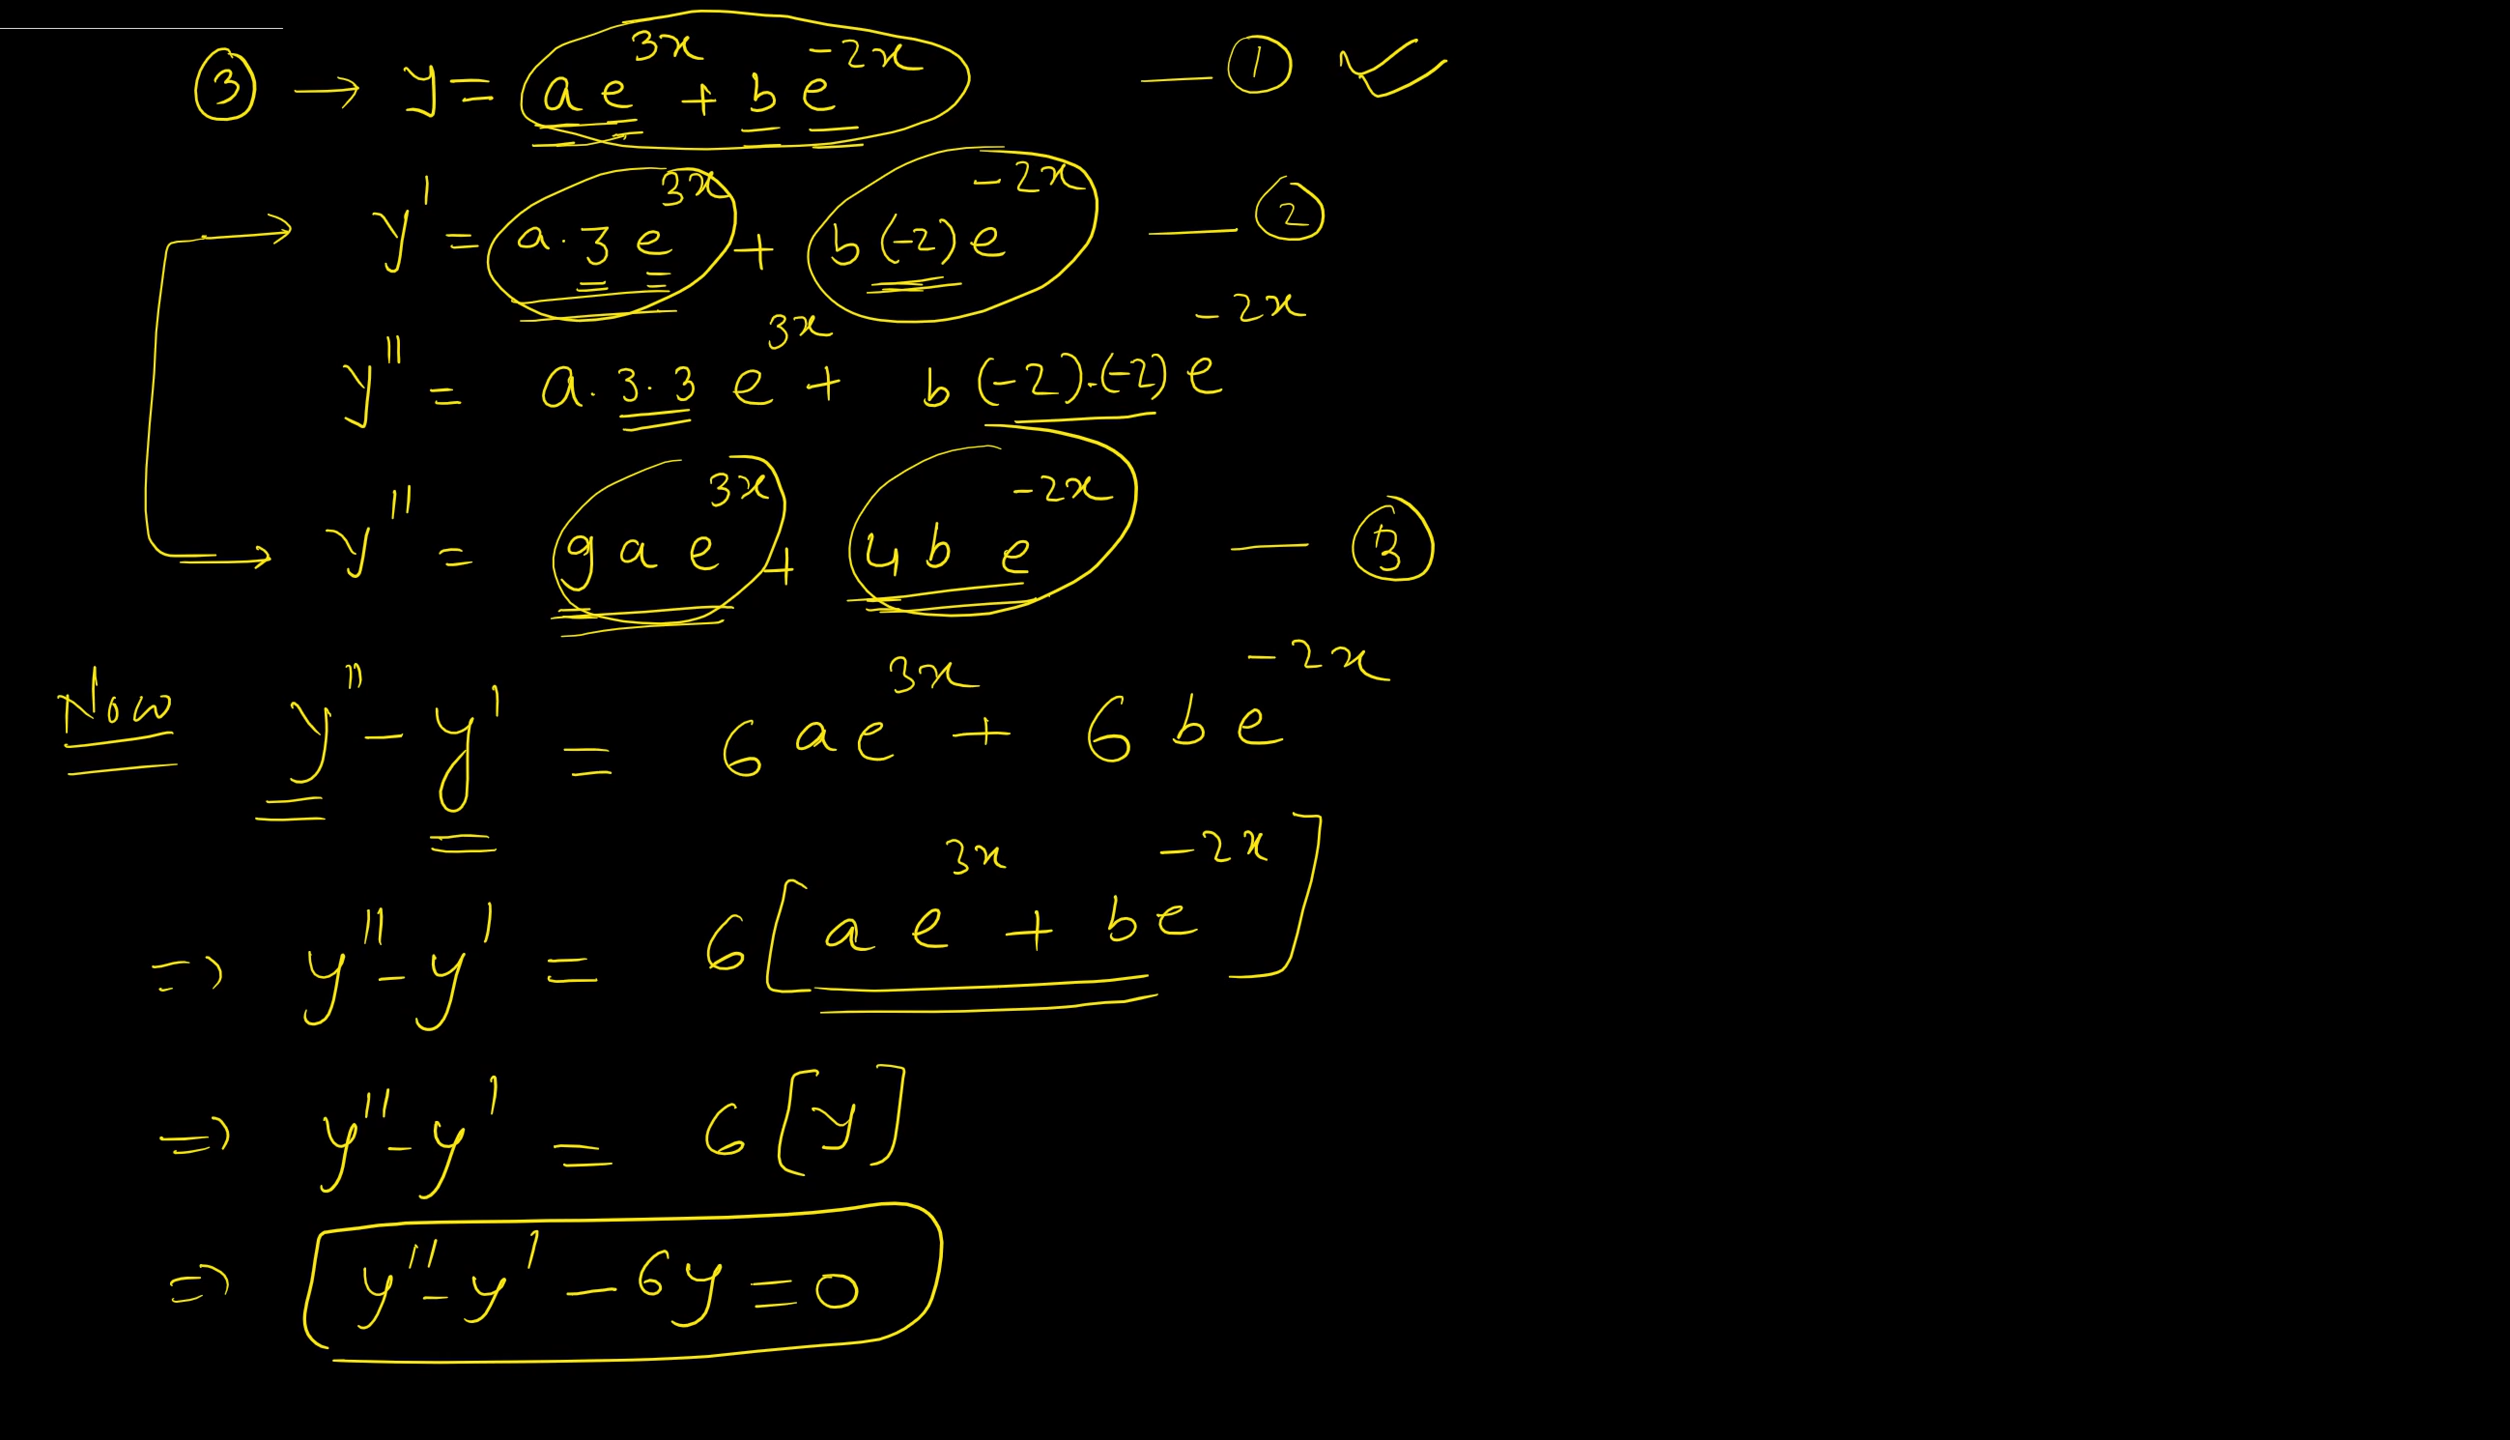 ③ → y = ae^{3x} + be^{-2x} — ①
y' = a.3e^{3x} + b(-2)e^{-2x} — ②
y'' = a.3.3e^{3x} + b(-2).(-2)e^{-2x}
y'' = 9ae^{3x} + 4be^{-2x} — ③
Now y'' - y' = 6ae^{3x} + 6be^{-2x}
⇒ y'' - y' = 6[ae^{3x} + be^{-2x}]
⇒ y'' - y' = 6[y]
⇒ y'' - y' - 6y = 0